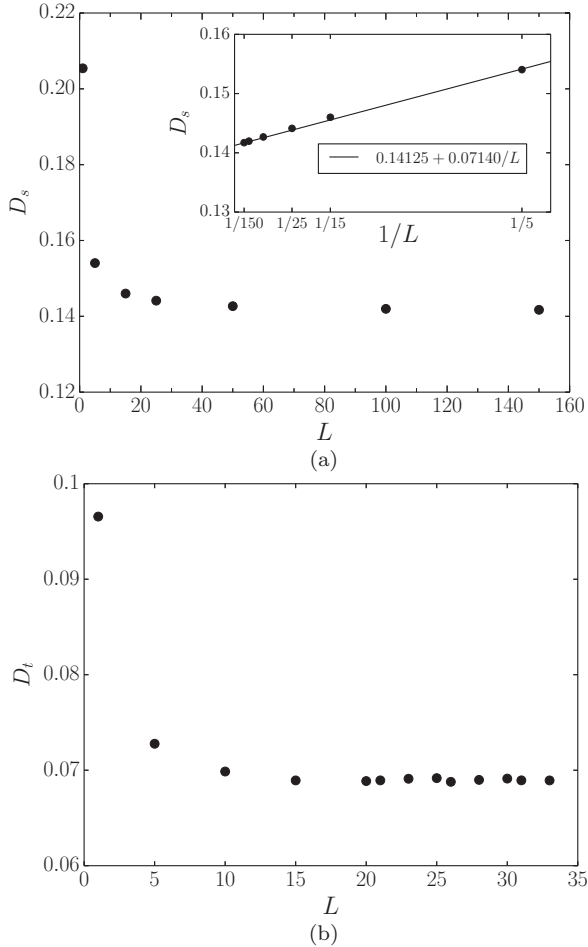 0.22
0.20
0.18
0.16
0.14
0.12
D_s
0.16
0.15
0.14
0.13
D_s
0.14125 + 0.07140/L
1/150 1/25 1/15 1/5
1/L
0 20 40 60 80 100 120 140 160
L
(a)
0.1
0.09
0.08
0.07
0.06
D_t
0 5 10 15 20 25 30 35
L
(b)